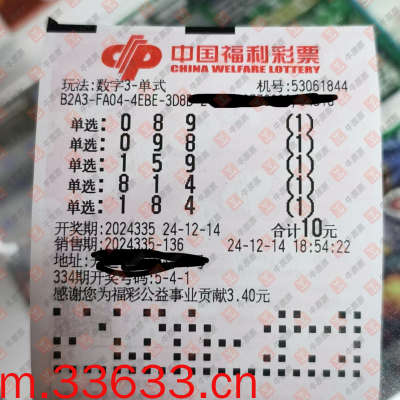 中国福利彩票
CHINA WELFARE LOTTERY
玩法:数字3-单式 机号:53061844
B2A3-FA04-4EBE-3D8
单选:0 8 9 (1)
单选:0 9 8 (1)
单选:1 5 9 (1)
单选:8 1 4 (1)
单选:1 8 4 (1)
开奖期:2024335 24-12-14 合计10元
销售期:2024335-136 24-12-14 18:54:22
地址:
334期开奖号码:5-4-1
感谢您为福彩公益事业贡献3.40元
m.33633.cn